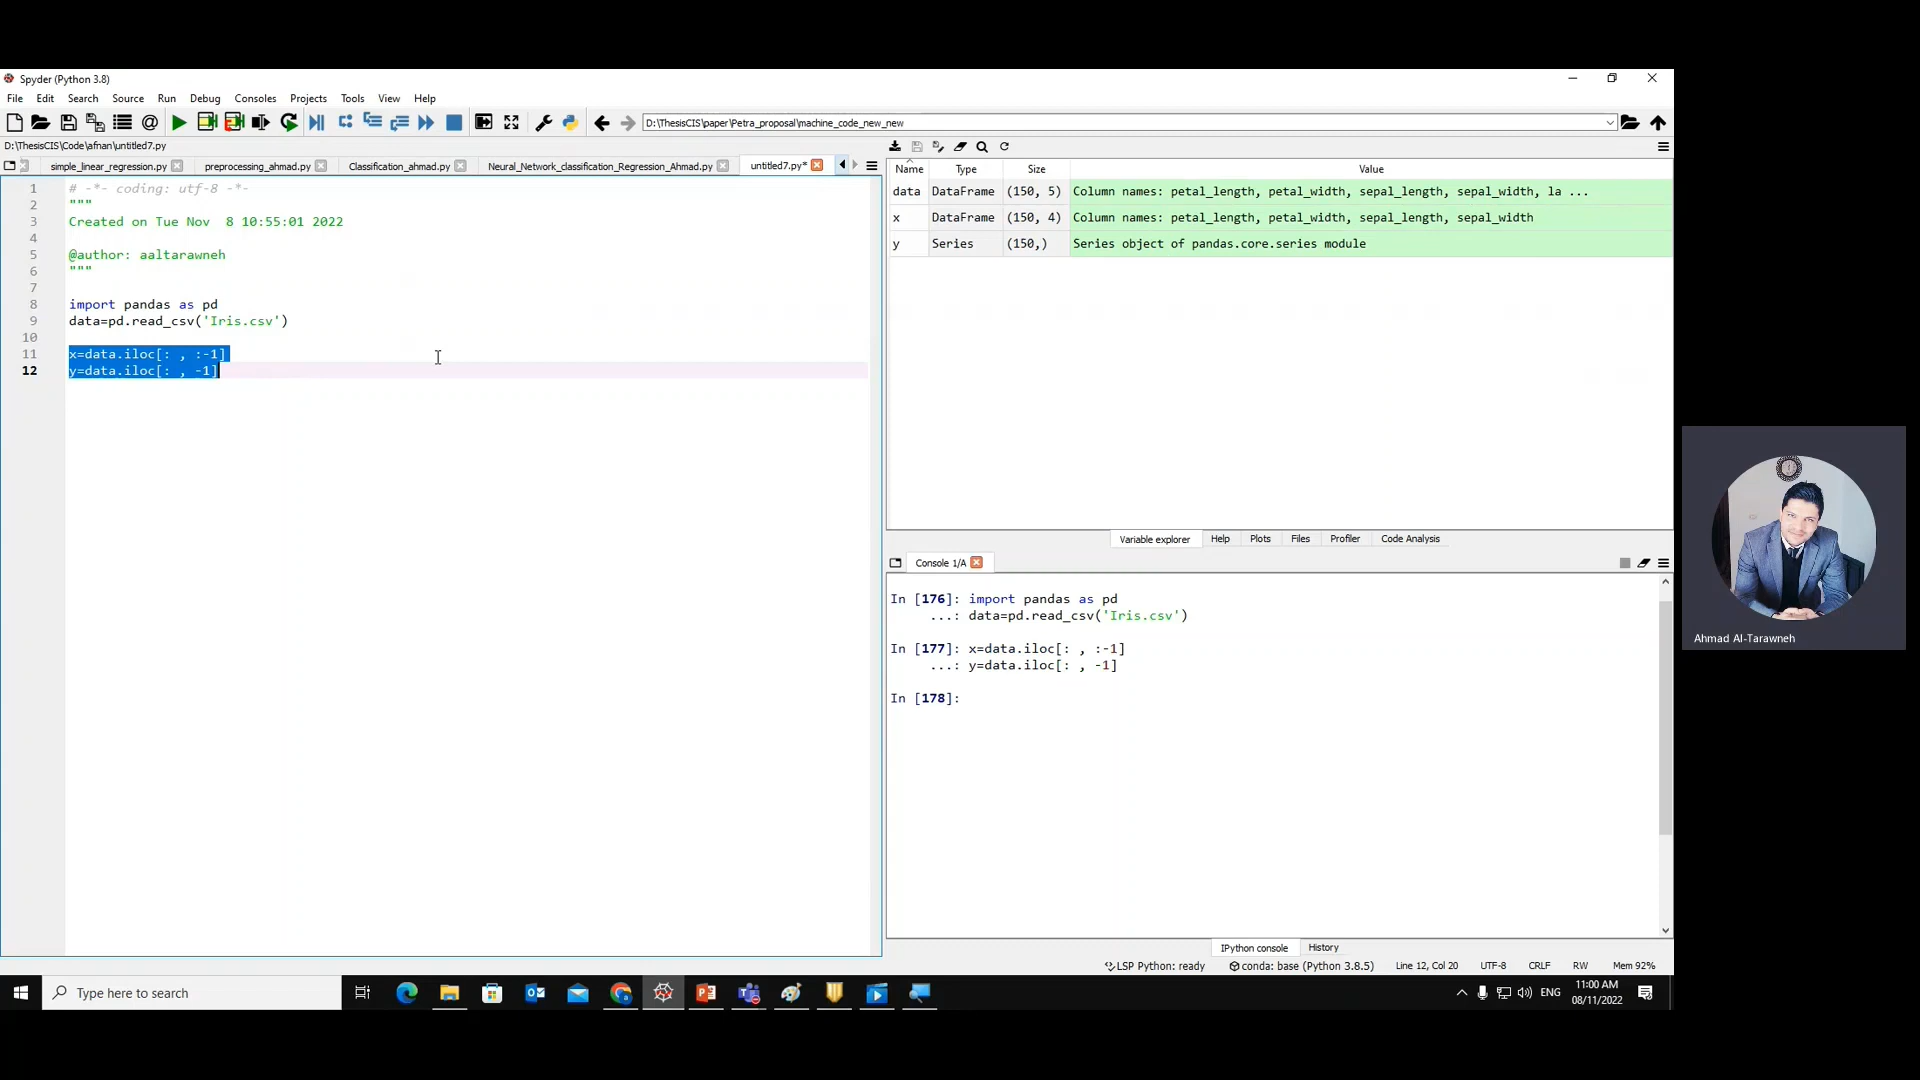 Spyder (Python 3.8)
File Edit Search Source Run Debug Consoles Projects Tools View Help
D:\ThesisCIS\paper\Petra_proposal\machine_code_new_new
D:\ThesisCIS\Code\afnan\untitled7.py
simple_linear_regression.py preprocessing_ahmad.py Classification_ahmad.py Neural_Network_classification_Regression_Ahmad.py untitled7.py*
1 # -*- coding: utf-8 -*-
2 """
3 Created on Tue Nov  8 10:55:01 2022
4
5 @author: aaltarawneh
6 """
7
8 import pandas as pd
9 data=pd.read_csv('Iris.csv')
10
11 x=data.iloc[: , :-1]
12 y=data.iloc[: , -1]
Name Type Size Value
data DataFrame (150, 5) Column names: petal_length, petal_width, sepal_length, sepal_width, la ...
x DataFrame (150, 4) Column names: petal_length, petal_width, sepal_length, sepal_width
y Series (150,) Series object of pandas.core.series module
Variable explorer Help Plots Files Profiler Code Analysis
Console 1/A
In [176]: import pandas as pd
...: data=pd.read_csv('Iris.csv')
In [177]: x=data.iloc[: , :-1]
...: y=data.iloc[: , -1]
In [178]:
IPython console History
LSP Python: ready conda: base (Python 3.8.5) Line 12, Col 20 UTF-8 CRLF RW Mem 92%
Type here to search
ENG 11:00 AM
08/11/2022
Ahmad Al-Tarawneh